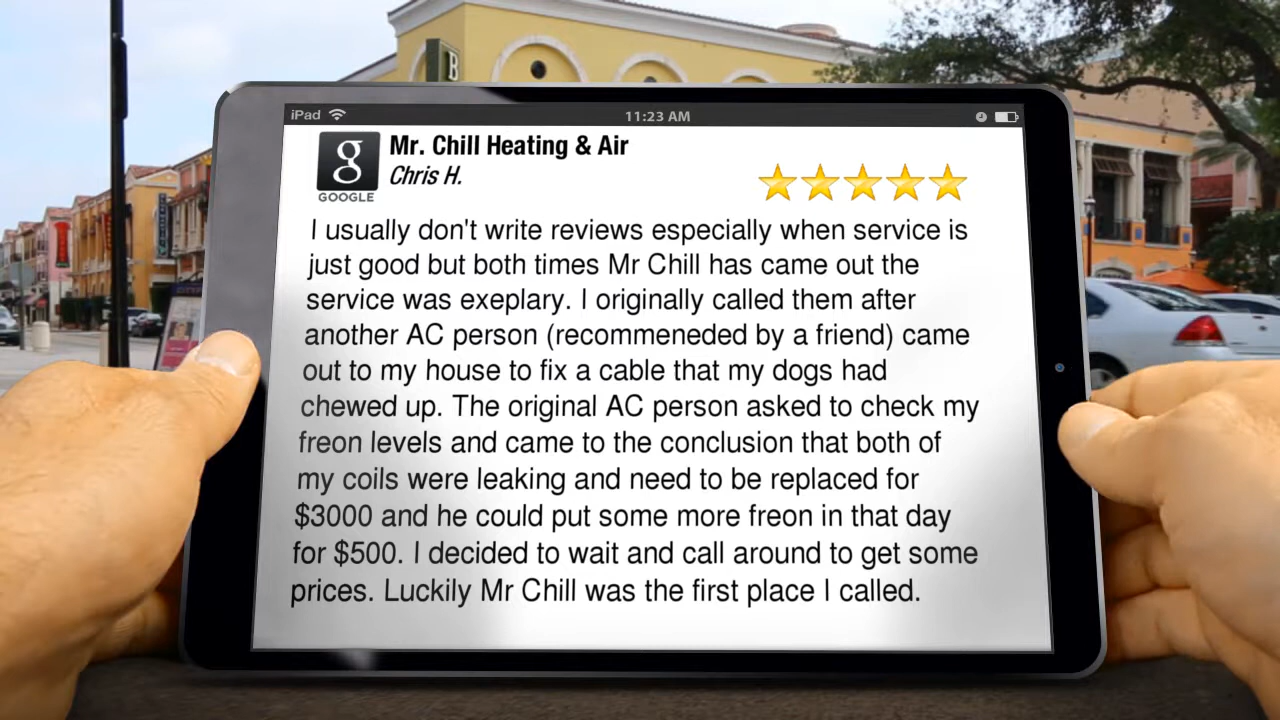 B
iPad
11:23 AM
g
GOOGLE
Mr. Chill Heating & Air
Chris H.
I usually don't write reviews especially when service is
just good but both times Mr Chill has came out the
service was exeplary. I originally called them after
another AC person (recommeneded by a friend) came
out to my house to fix a cable that my dogs had
chewed up. The original AC person asked to check my
freon levels and came to the conclusion that both of
my coils were leaking and need to be replaced for
$3000 and he could put some more freon in that day
for $500. I decided to wait and call around to get some
prices. Luckily Mr Chill was the first place I called.